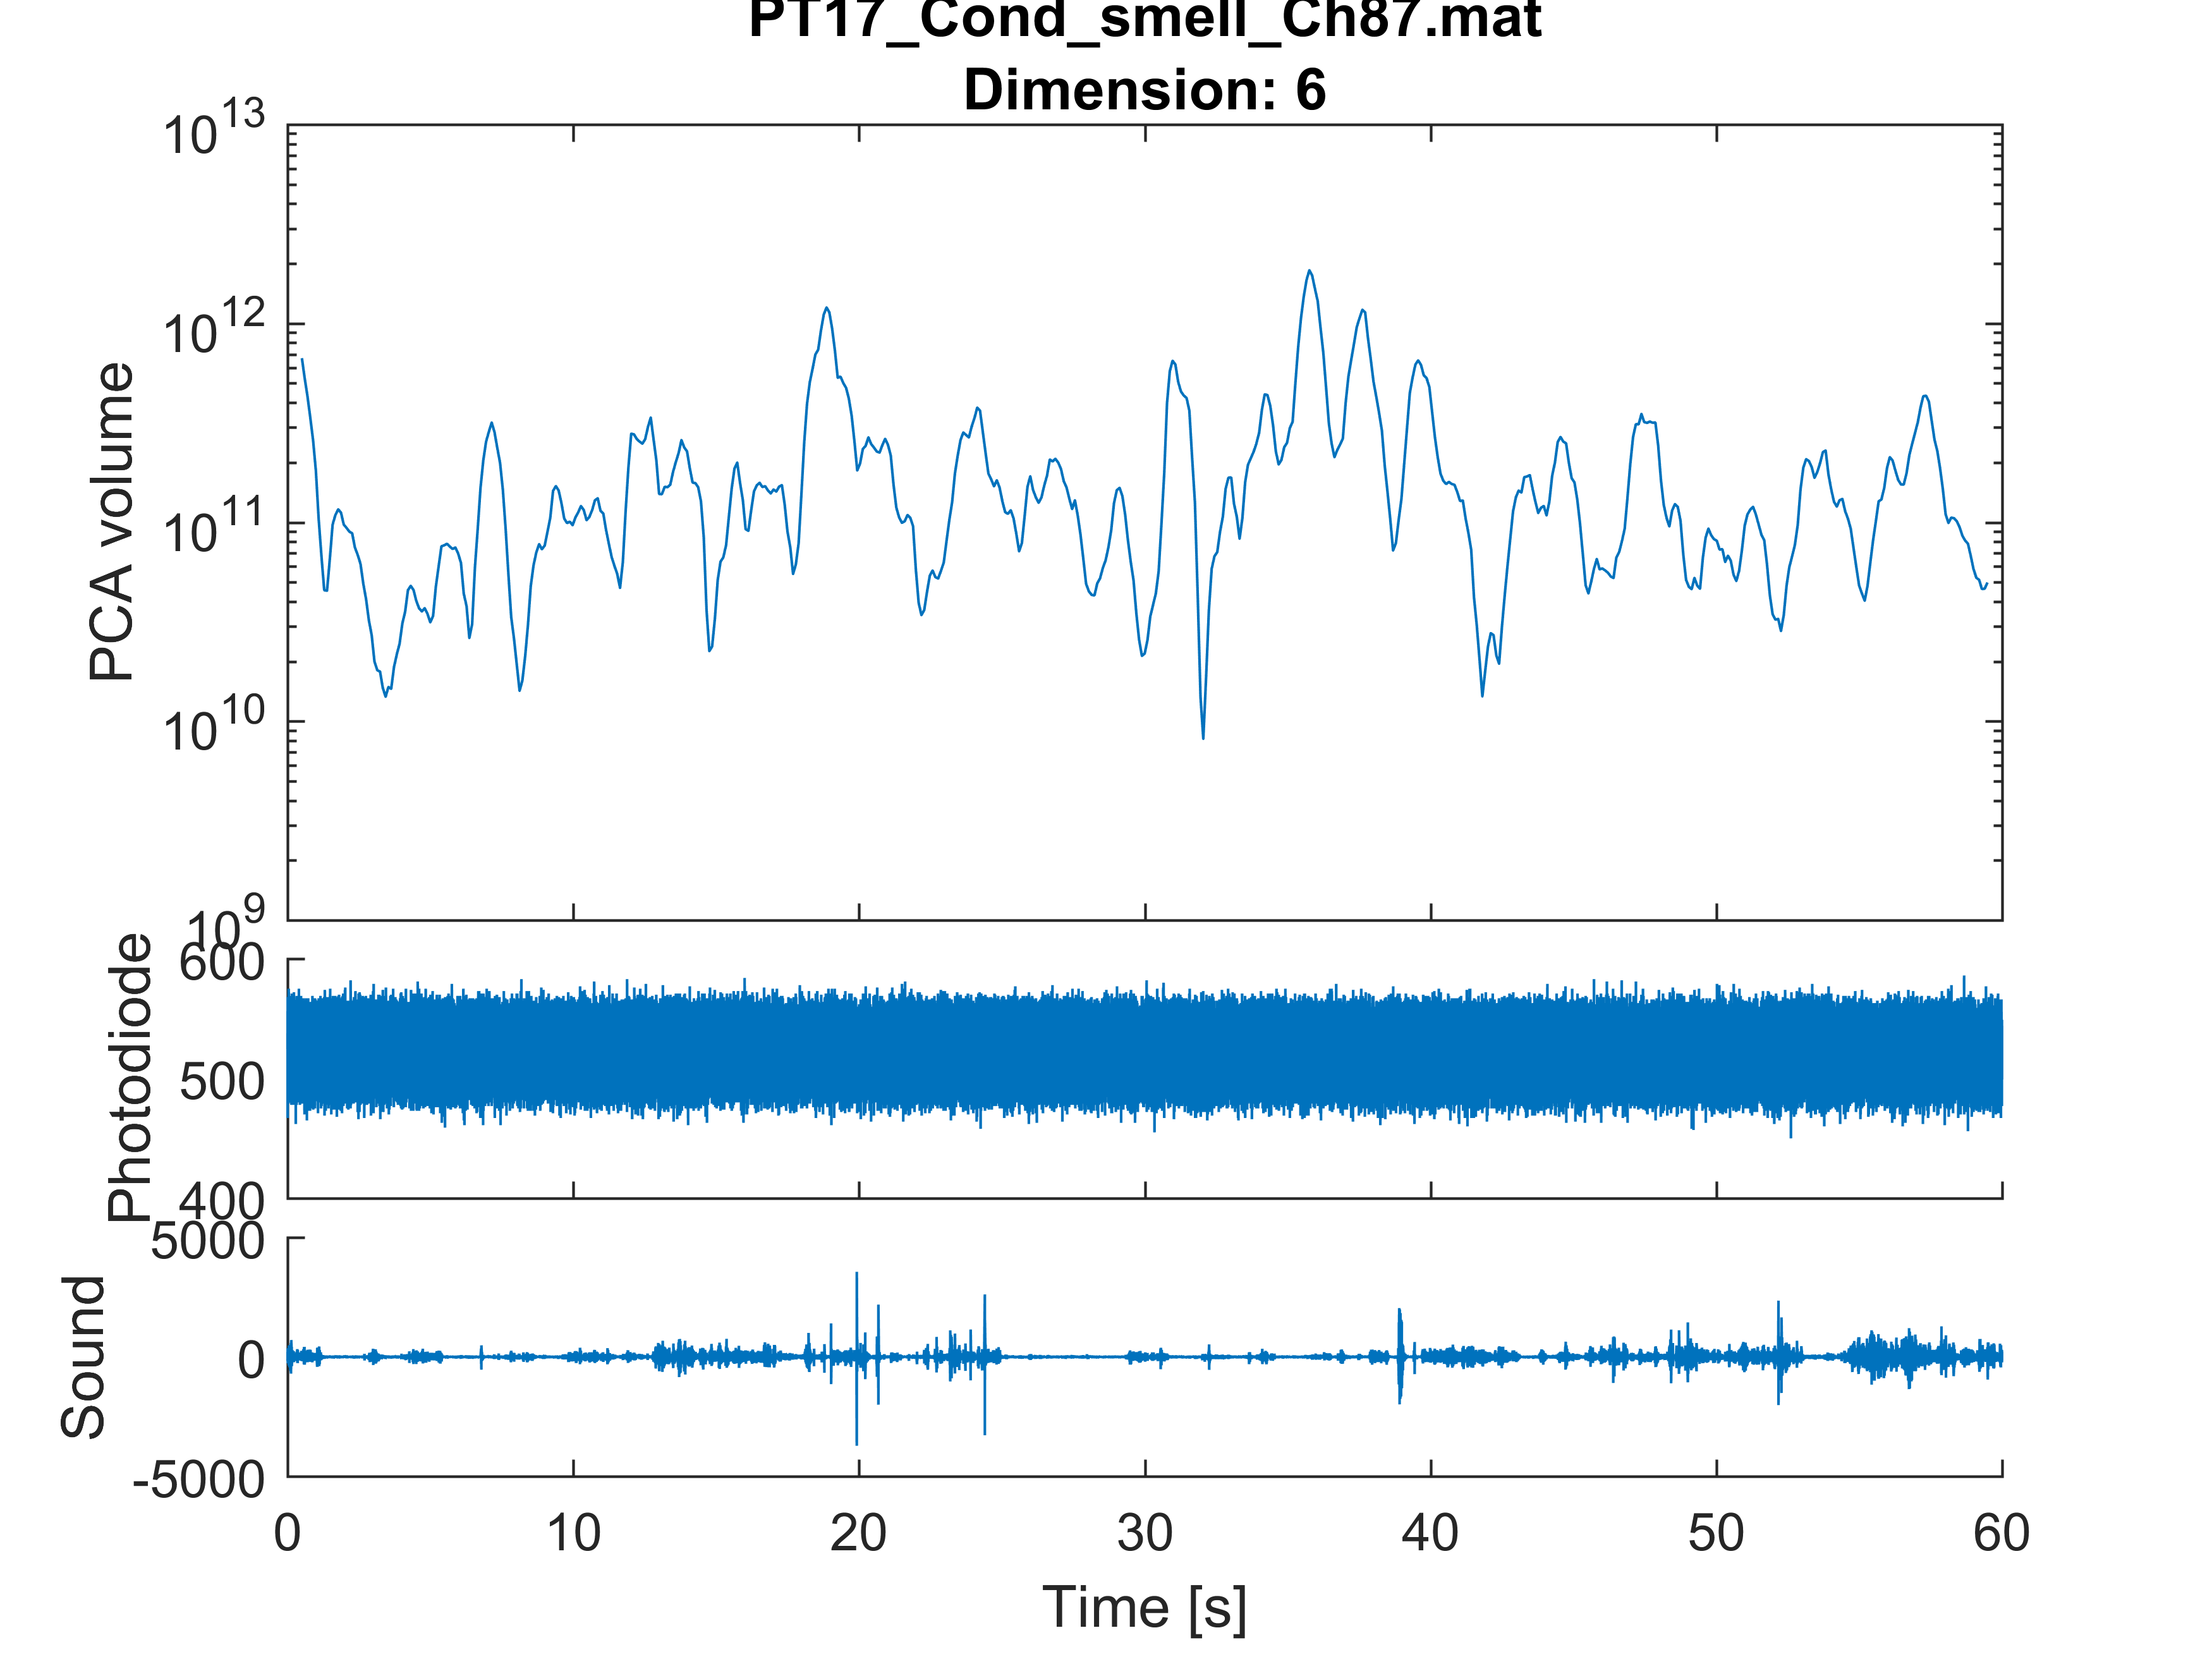 PT17_Cond_smell_Ch87.mat
Dimension: 6
10^13
10^12
10^11
10^10
10^9
PCA volume
600
500
400
Photodiode
5000
0
-5000
Sound
0 10 20 30 40 50 60
Time [s]